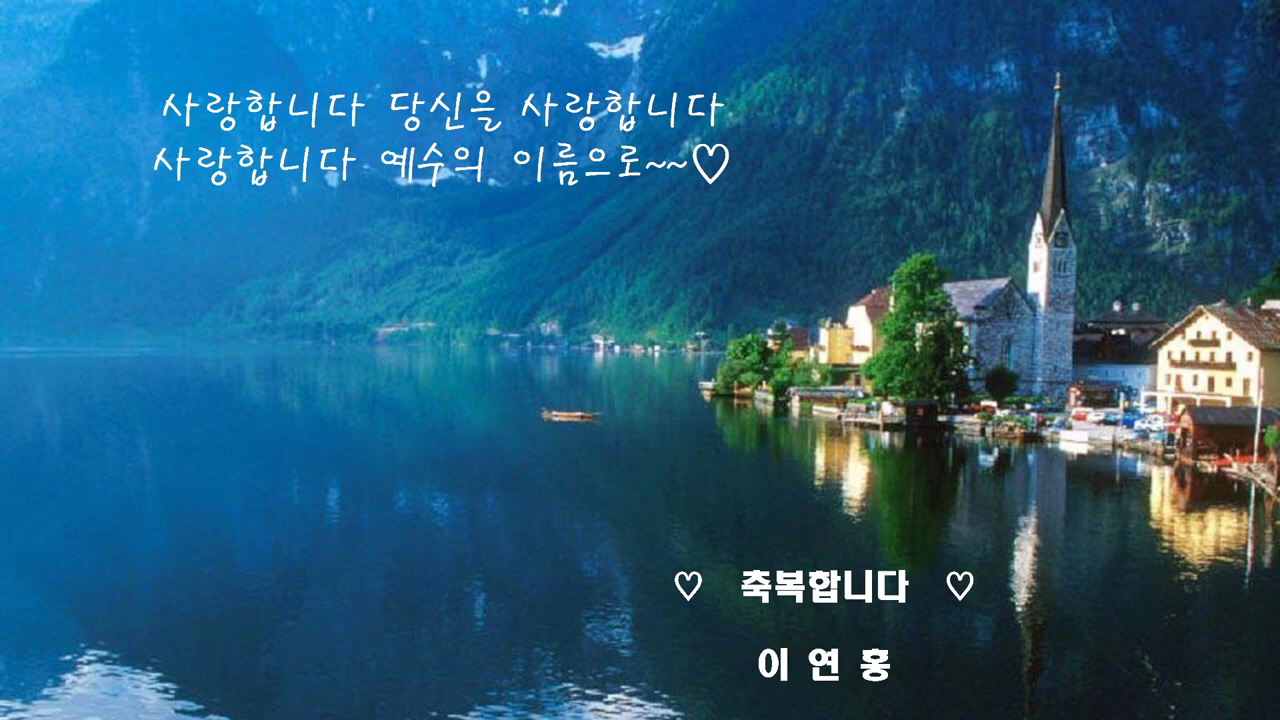 사랑합니다 당신을 사랑합니다
사랑합니다 예수의 이름으로~~♡
♡ 축복합니다 ♡
이 연 홍